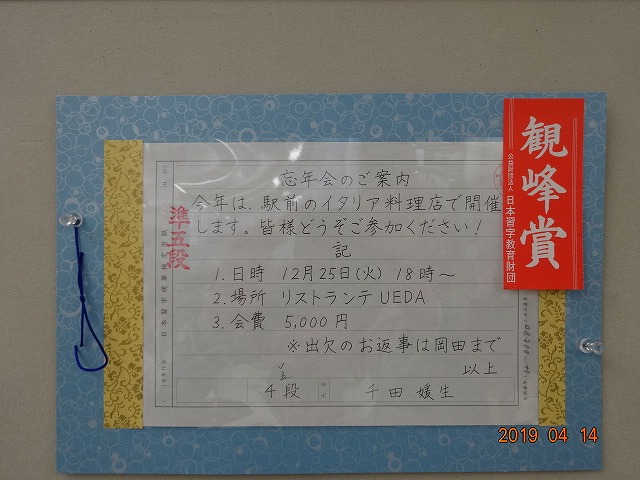 忘年会のご案内
今年は、駅前のイタリア料理店で開催
します。皆様どうぞご参加ください!
記
1. 日時 12月25日(火) 18時~
2. 場所 リストランテ UEDA
3. 会費 5,000円
※出欠のお返事は岡田まで
以上
4段
千田 媛生
準五段
観峰賞
公益財団法人 日本習字教育財団
2019 04 14